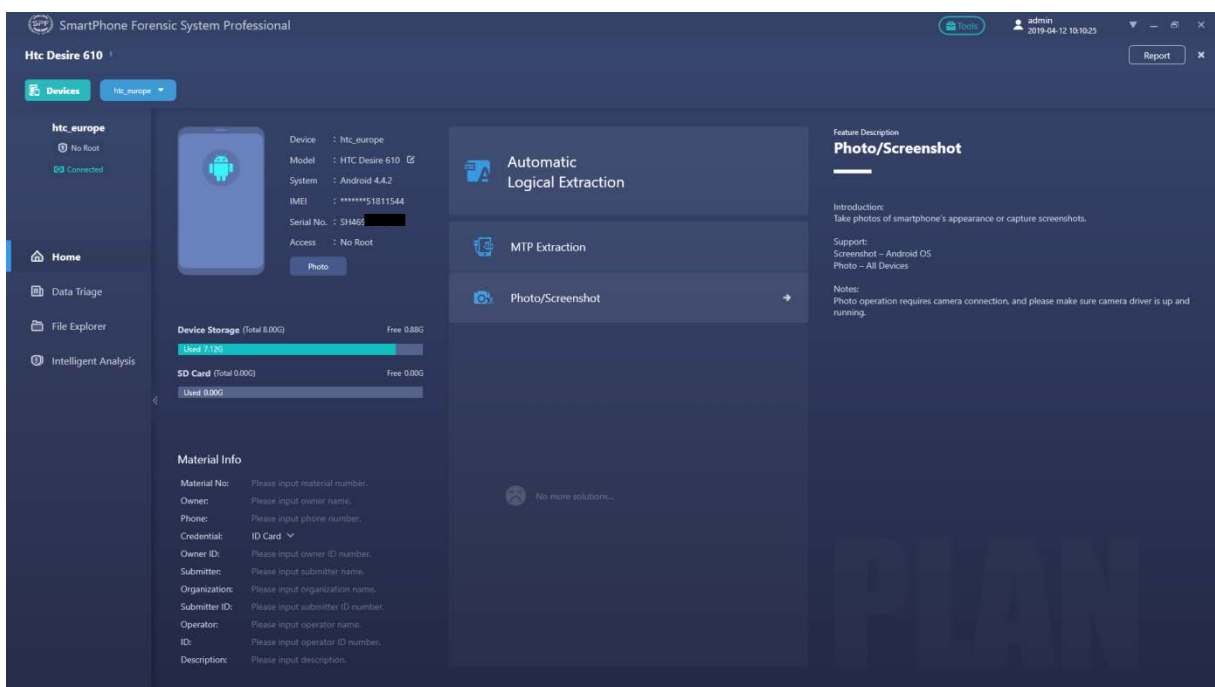 SPF SmartPhone Forensic System Professional
Tools
admin
2019-04-12 10:10:25
Htc Desire 610
Report
Devices
htc_europe
htc_europe
No Root
Connected
Home
Data Triage
File Explorer
Intelligent Analysis
Device : htc_europe
Model : HTC Desire 610
System : Android 4.4.2
IMEI : *******51811544
Serial No. : SH469
Access : No Root
Photo
Device Storage (Total 8.00G) Free 0.88G
Used 7.12G
SD Card (Total 0.00G) Free 0.00G
Used 0.00G
Material Info
Material No: Please input material number.
Owner: Please input owner name.
Phone: Please input phone number.
Credential: ID Card
Owner ID: Please input owner ID number.
Submitter: Please input submitter name.
Organization: Please input organization name.
Submitter ID: Please input submitter ID number.
Operator: Please input operator name.
ID: Please input operator ID number.
Description: Please input description.
Automatic
Logical Extraction
MTP Extraction
Photo/Screenshot
No more solutions...
Feature Description
Photo/Screenshot
Introduction:
Take photos of smartphone's appearance or capture screenshots.
Support:
Screenshot – Android OS
Photo – All Devices
Notes:
Photo operation requires camera connection, and please make sure camera driver is up and
running.
PLAN